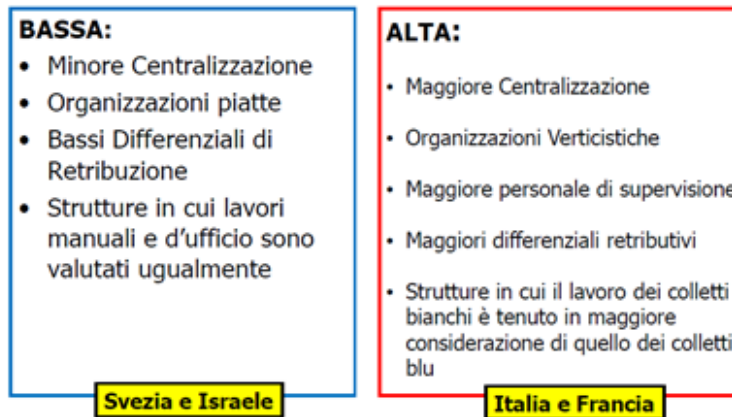 BASSA:
• Minore Centralizzazione
• Organizzazioni piatte
• Bassi Differenziali di
Retribuzione
• Strutture in cui lavori
manuali e d'ufficio sono
valutati ugualmente
Svezia e Israele
ALTA:
• Maggiore Centralizzazione
• Organizzazioni Verticistiche
• Maggiore personale di supervisione
• Maggiori differenziali retributivi
• Strutture in cui il lavoro dei colletti
bianchi è tenuto in maggiore
considerazione di quello dei colletti
blu
Italia e Francia